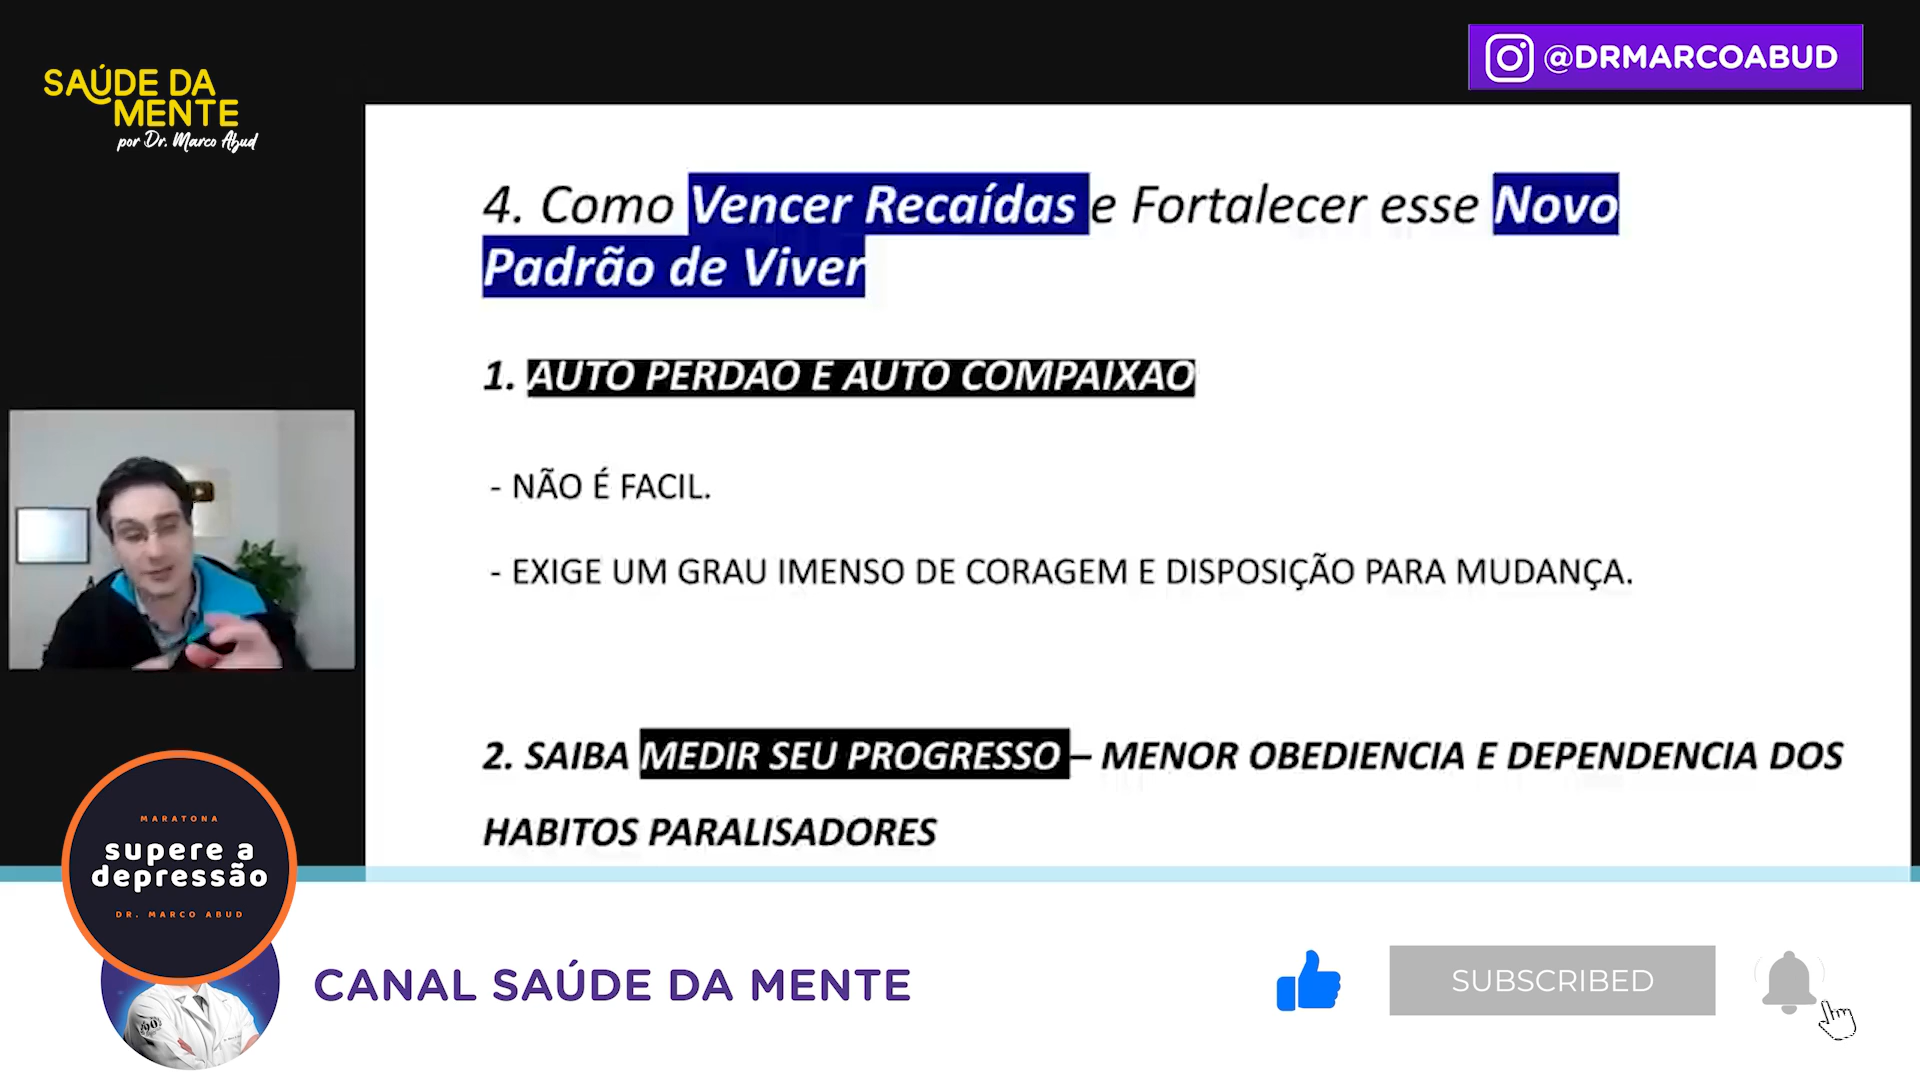 SAÚDE DA
MENTE
por Dr. Marco Abud
@DRMARCOABUD
4. Como Vencer Recaídas e Fortalecer esse Novo
Padrão de Viver
1. AUTO PERDAO E AUTO COMPAIXAO
- NÃO É FACIL.
- EXIGE UM GRAU IMENSO DE CORAGEM E DISPOSIÇÃO PARA MUDANÇA.
2. SAIBA MEDIR SEU PROGRESSO – MENOR OBEDIENCIA E DEPENDENCIA DOS
HABITOS PARALISADORES
MARATONA
supere a
depressão
DR. MARCO ABUD
CANAL SAÚDE DA MENTE
SUBSCRIBED